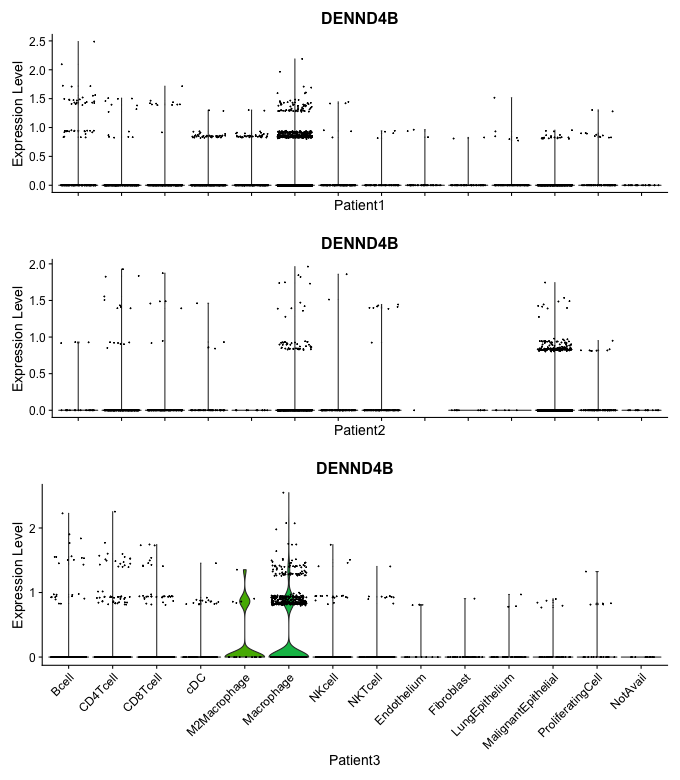 DENND4B
Expression Level
2.5
2.0
1.5
1.0
0.5
0.0
Patient1
DENND4B
Expression Level
2.0
1.5
1.0
0.5
0.0
Patient2
DENND4B
Expression Level
2
1
0
Bcell
CD4Tcell
CD8Tcell
cDC
M2Macrophage
Macrophage
NKcell
NKTcell
Endothelium
Fibroblast
LungEpithelium
MalignantEpithelial
ProliferatingCell
NotAvail
Patient3